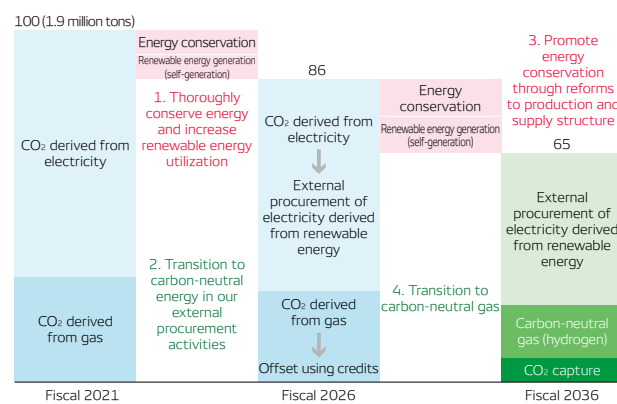 100 (1.9 million tons)
CO₂ derived from
electricity
CO₂ derived
from gas
Energy conservation
Renewable energy generation
(self-generation)
1. Thoroughly
conserve energy
and increase
renewable energy
utilization
2. Transition to
carbon-neutral
energy in our
external
procurement
activities
86
CO₂ derived from
electricity
External
procurement of
electricity derived
from renewable
energy
CO₂ derived
from gas
Offset using credits
Energy
conservation
Renewable energy generation
(self-generation)
4. Transition to
carbon-neutral gas
3. Promote
energy
conservation
through reforms
to production and
supply structure
65
External
procurement of
electricity derived
from renewable
energy
Carbon-neutral
gas (hydrogen)
CO₂ capture
Fiscal 2021
Fiscal 2026
Fiscal 2036